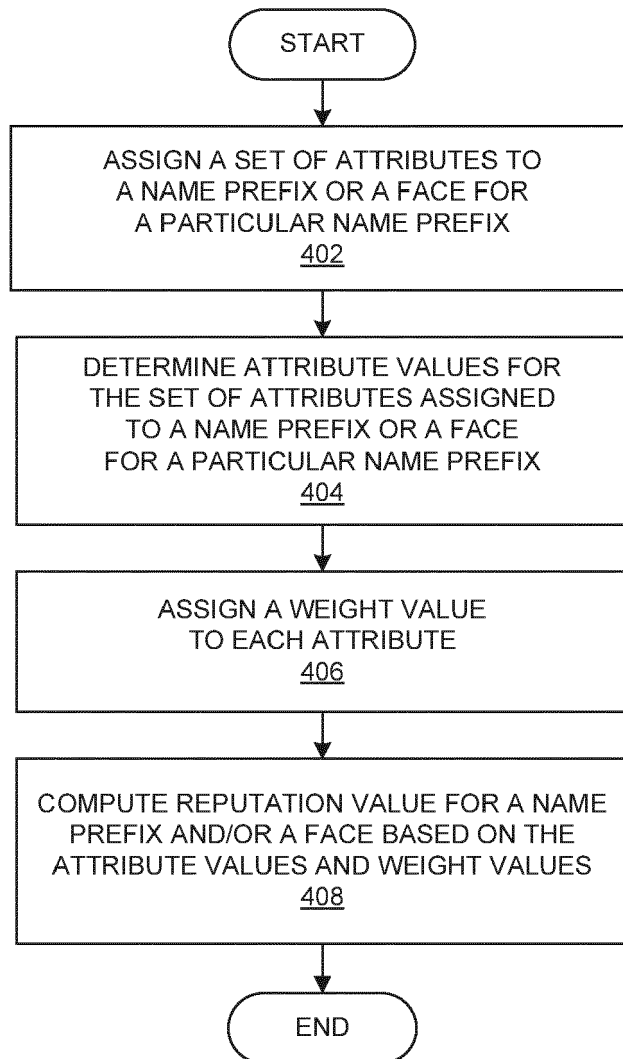 START
ASSIGN A SET OF ATTRIBUTES TO
A NAME PREFIX OR A FACE FOR
A PARTICULAR NAME PREFIX
402
DETERMINE ATTRIBUTE VALUES FOR
THE SET OF ATTRIBUTES ASSIGNED
TO A NAME PREFIX OR A FACE
FOR A PARTICULAR NAME PREFIX
404
ASSIGN A WEIGHT VALUE
TO EACH ATTRIBUTE
406
COMPUTE REPUTATION VALUE FOR A NAME
PREFIX AND/OR A FACE BASED ON THE
ATTRIBUTE VALUES AND WEIGHT VALUES
408
END